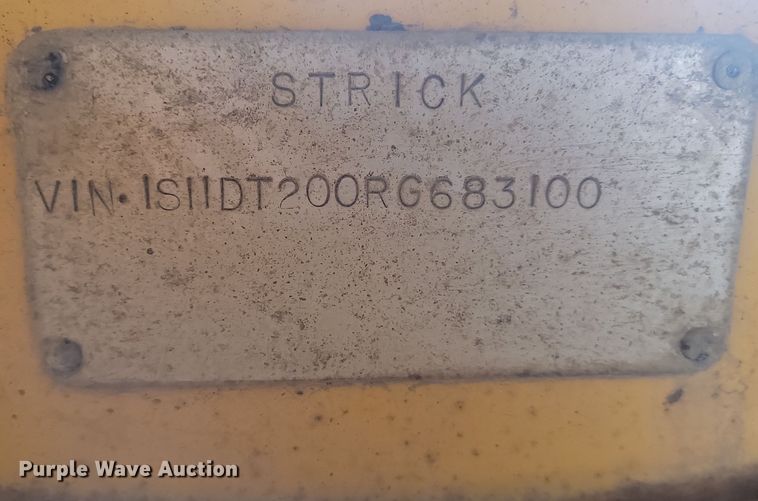 STRICK
VIN• 1S11DT200RG683100
Purple Wave Auction